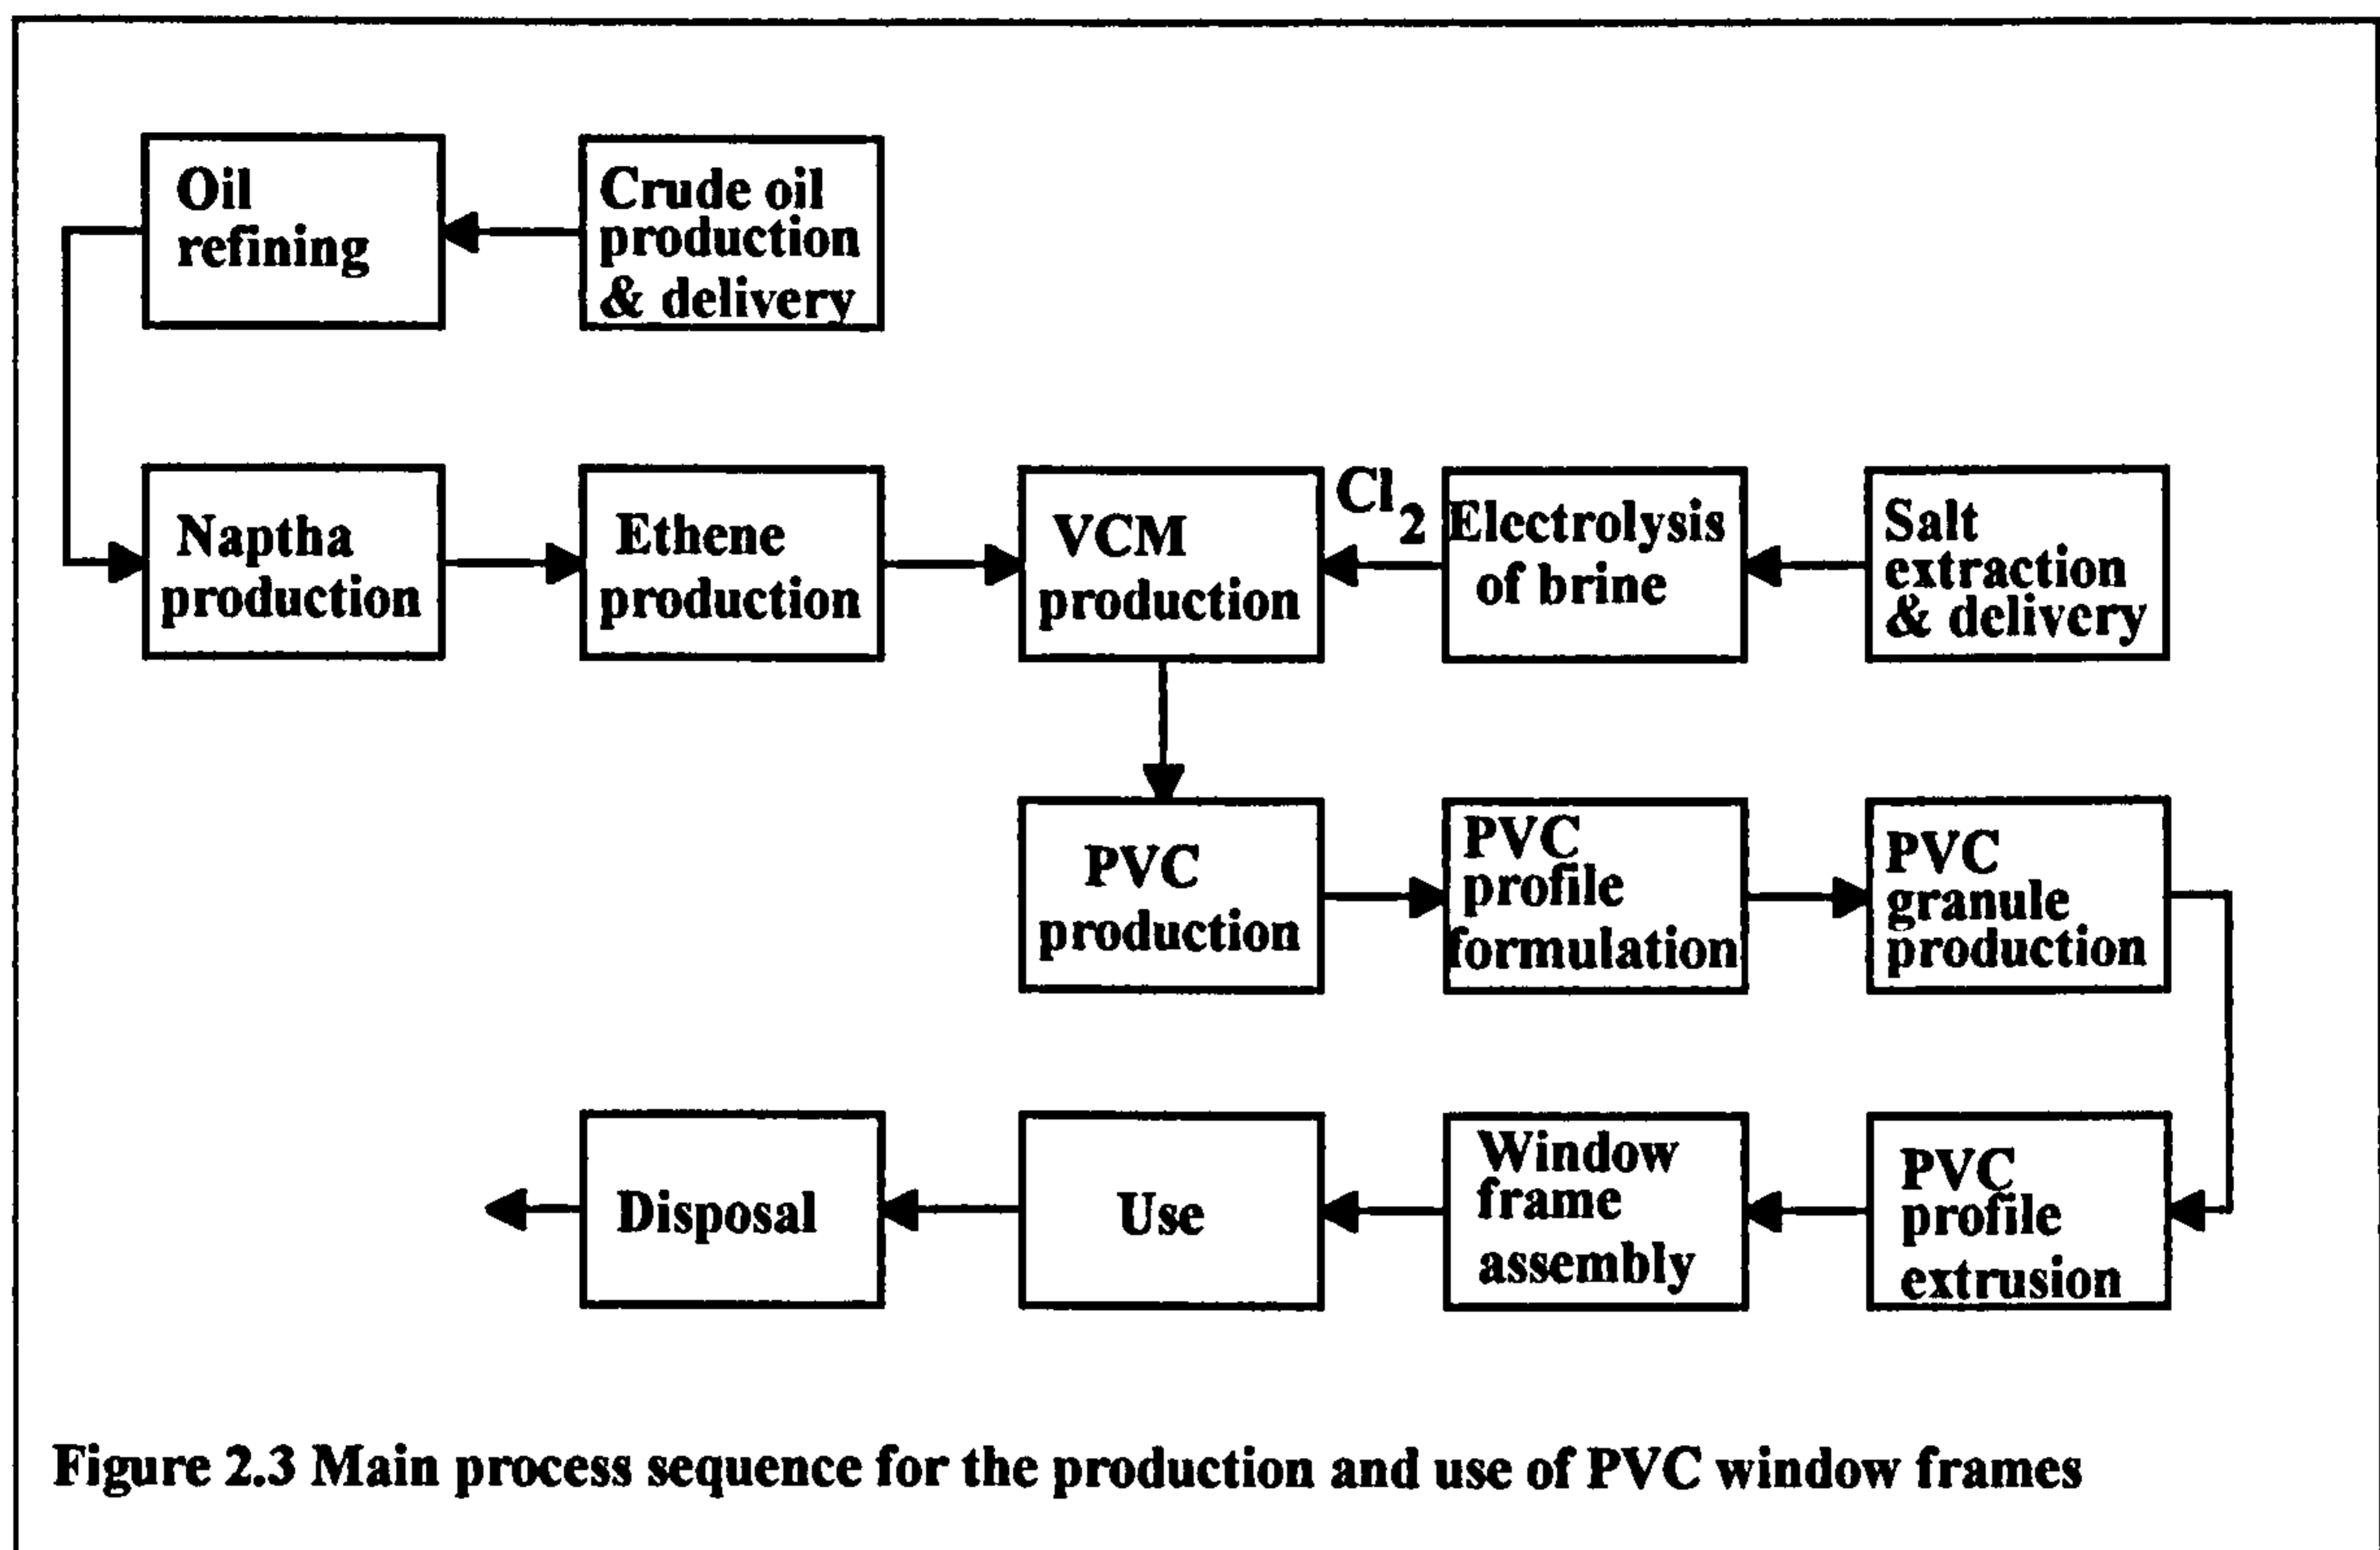 Oil
refining
Crude oil
production
& delivery
Naptha
production
Ethene
production
VCM
production
Cl2
Electrolysis
of brine
Salt
extraction
& delivery
PVC
production
PVC
profile
formulation
PVC
granule
production
Disposal
Use
Window
frame
assembly
PVC
profile
extrusion
Figure 2.3 Main process sequence for the production and use of PVC window frames